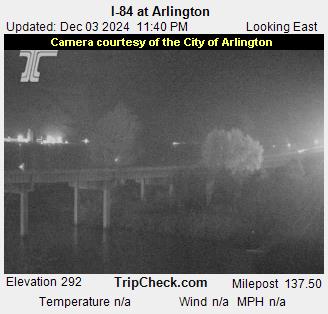 I-84 at Arlington
Updated: Dec 03 2024 11:40 PM Looking East
Camera courtesy of the City of Arlington
Elevation 292 TripCheck.com Milepost 137.50
Temperature n/a Wind n/a MPH n/a